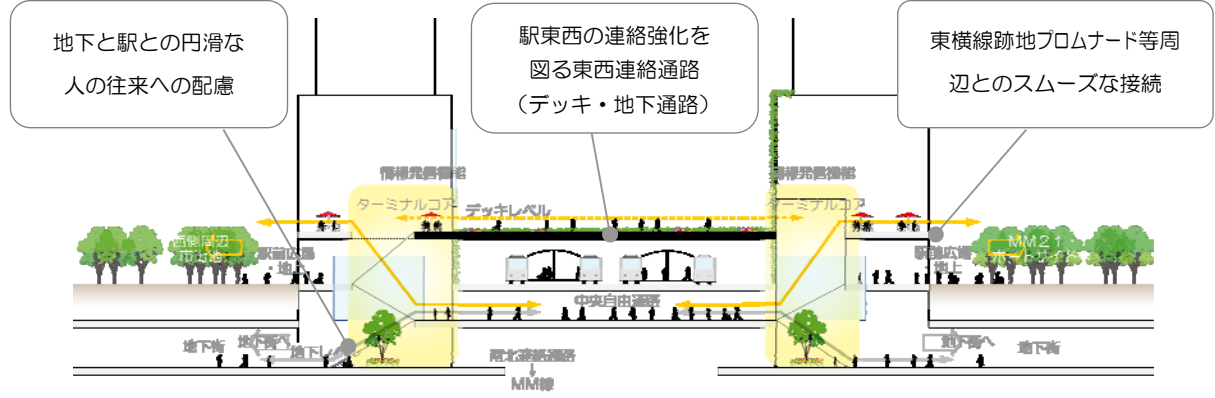 地下と駅との円滑な
人の往来への配慮
駅東西の連絡強化を
図る東西連絡通路
（デッキ・地下通路）
東横線跡地プロムナード等周
辺とのスムーズな接続
情報発信機能
情報発信機能
ターミナルコア
デッキレベル
ターミナルコア
西側周辺
市街地
駅前広場
地上
駅前広場
地上
MM21
中央自由通路
地下街
地下街へ
地下レ
南北連絡通路
↓
MM線
地下街へ
地下街